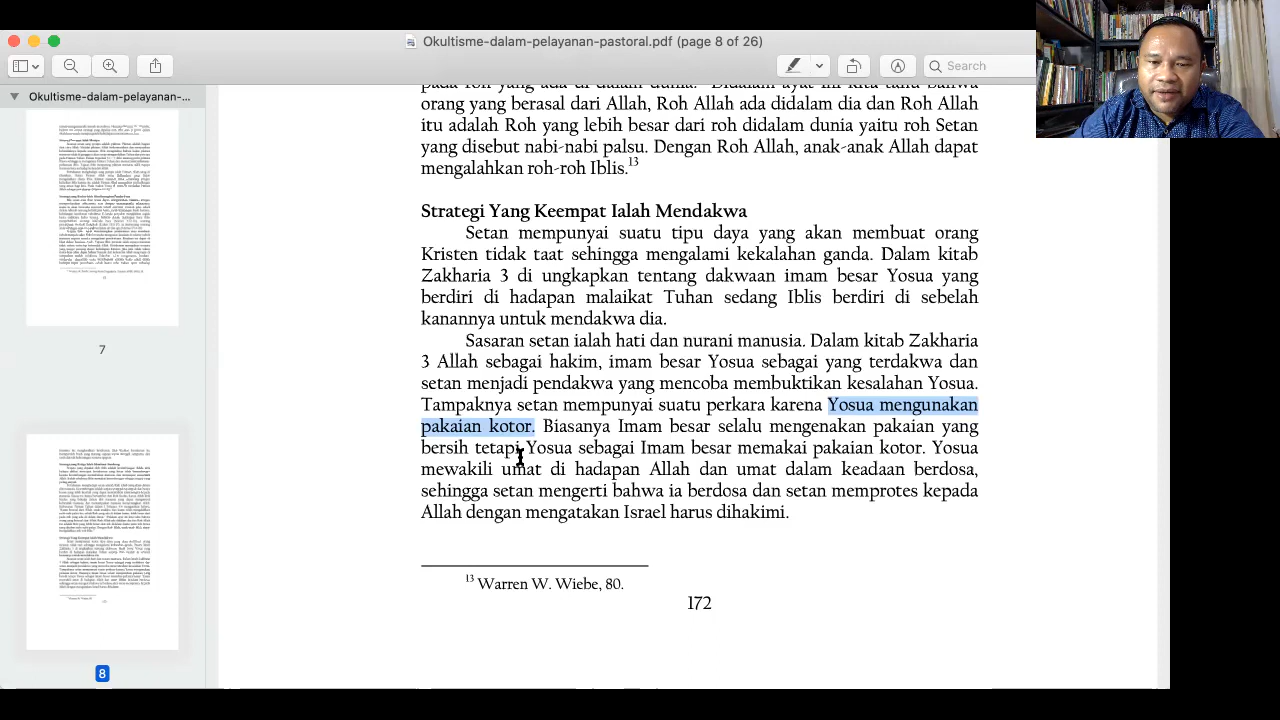 Okultisme-dalam-pelayanan-pastoral.pdf (page 8 of 26)
Search
Okultisme-dalam-pelayanan-...
orang yang berasal dari Allah, Roh Allah ada didalam dia dan Roh Allah
itu adalah Roh yang lebih besar dari roh didalam dunia yaitu roh setan
yang disebut nabi-nabi palsu. Dengan Roh Allah, anak-anak Allah dapat
mengalahkan roh-roh Iblis.13
Strategi Yang Keempat Ialah Mendakwa
Setan mempunyai suatu tipu daya yang akan membuat orang
Kristen tidak taat sehingga mengalami kekalahan ganda. Dalam kitab
Zakharia 3 di ungkapkan tentang dakwaan imam besar Yosua yang
berdiri di hadapan malaikat Tuhan sedang Iblis berdiri di sebelah
kanannya untuk mendakwa dia.
Sasaran setan ialah hati dan nurani manusia. Dalam kitab Zakharia
3 Allah sebagai hakim, imam besar Yosua sebagai yang terdakwa dan
setan menjadi pendakwa yang mencoba membuktikan kesalahan Yosua.
Tampaknya setan mempunyai suatu perkara karena Yosua mengunakan
pakaian kotor. Biasanya Imam besar selalu mengenakan pakaian yang
bersih tetapi Yosua sebagai Imam besar memakai pakaian kotor. Yosua
mewakili umat di hadapan Allah dan umat dalam keadaan berdosa,
sehingga setan mengerti bahwa ia berdosa dan setan memprotes kepada
Allah dengan mengatakan Israel harus dihakimi.
13 Warren W. Wiebe, 80.
172
7
8